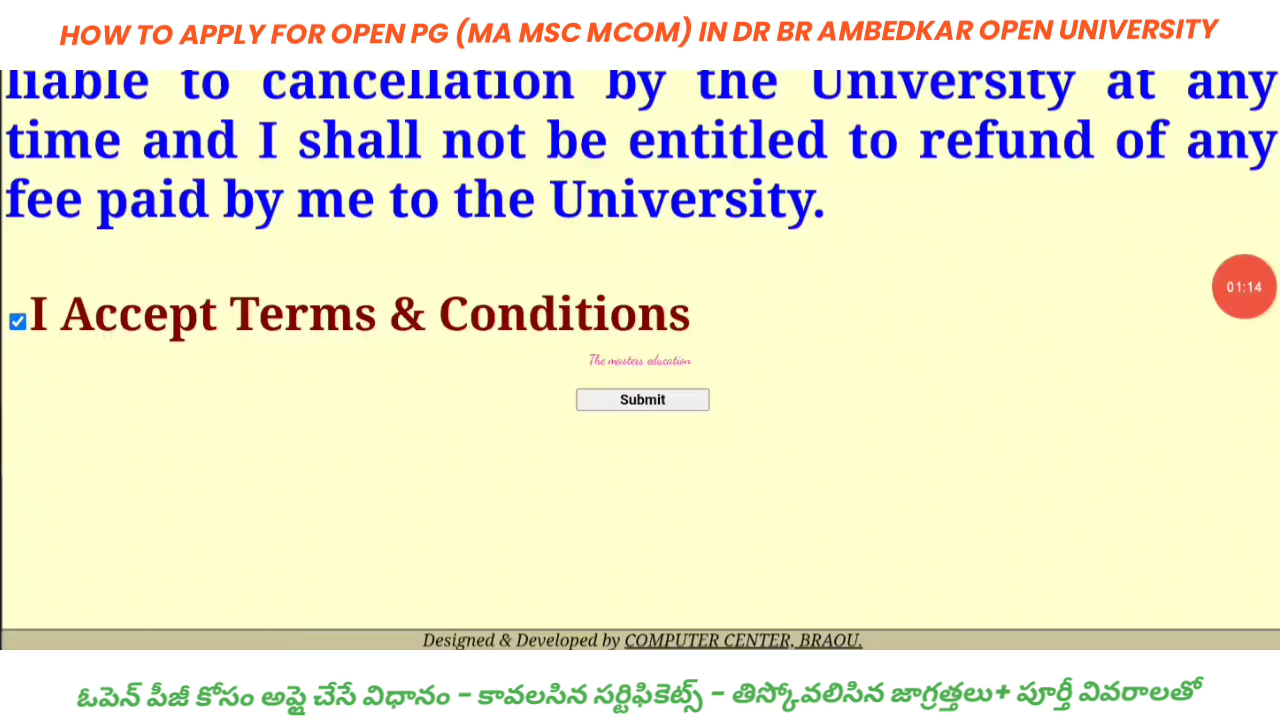 HOW TO APPLY FOR OPEN PG (MA MSC MCOM) IN DR BR AMBEDKAR OPEN UNIVERSITY
liable to cancellation by the University at any
time and I shall not be entitled to refund of any
fee paid by me to the University.
01:14
I Accept Terms & Conditions
The masters education
Submit
Designed & Developed by COMPUTER CENTER, BRAOU.
ఓపెన్ పీజీ కోసం అప్లై చేసే విధానం - కావలసిన సర్టిఫికెట్స్ - తిస్కోవలిసిన జాగ్రత్తలు+ పూర్తి వివరాలతో